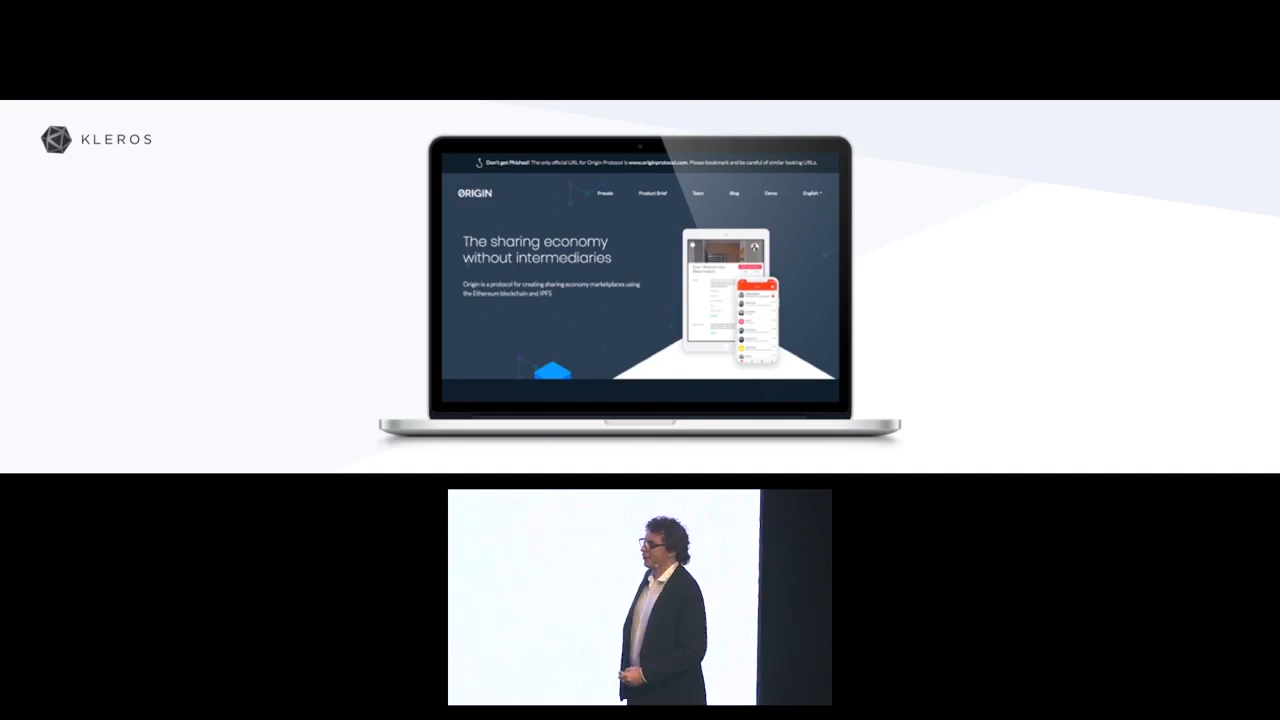 KLEROS
Don't get Phished! The only official URL for Origin Protocol is www.originprotocol.com. Please bookmark and be careful of similar looking URLs.
ORIGIN
Presale
Product Brief
Team
Blog
Demo
English
The sharing economy
without intermediaries
Origin is a protocol for creating sharing economy marketplaces using
the Ethereum blockchain and IPFS